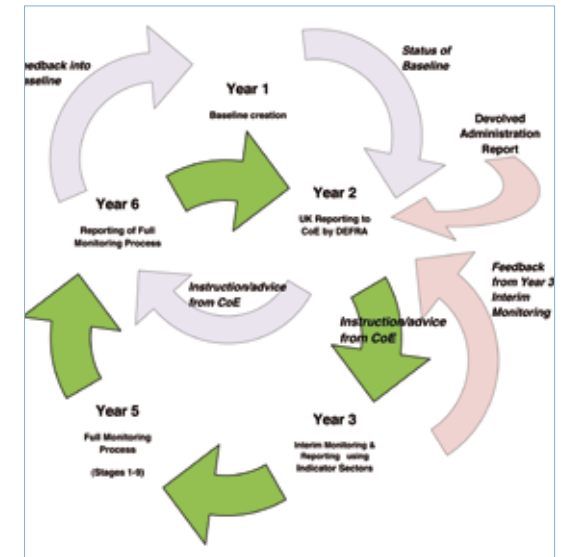 eedback into
aseline
Status of
Baseline
Year 1
Baseline creation
Devolved
Administration
Report
Year 2
UK Reporting to
CoE by DEFRA
Year 6
Reporting of Full
Monitoring Process
Instruction/advice
from CoE
Feedback
from Year 3
Interim
Monitoring
Instruction/advice
from CoE
Year 5
Full Monitoring
Process
(Stages 1-9)
Year 3
Interim Monitoring &
Reporting using
Indicator Sectors